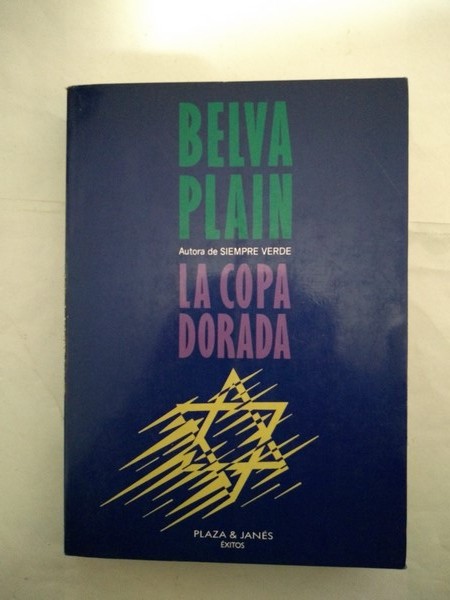 BELVA
PLAIN
Autora de SIEMPRE VERDE
LA COPA
DORADA
PLAZA & JANÉS
ÉXITOS